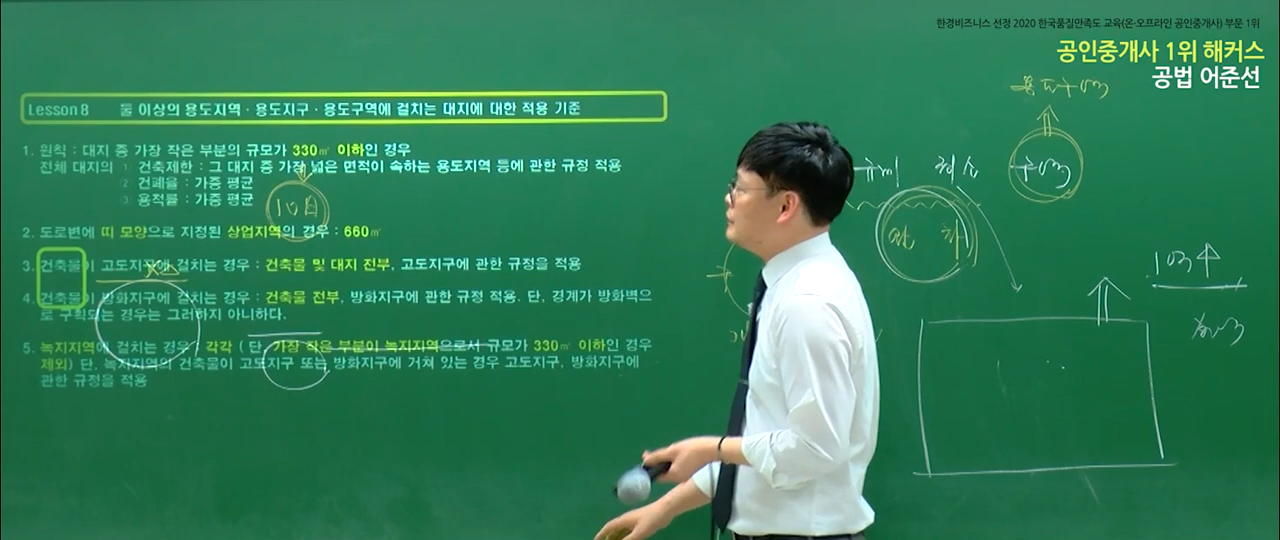 한경비즈니스 선정 2020 한국품질만족도 교육(온·오프라인 공인중개사) 부문 1위
공인중개사 1위 해커스
공법 어준선
Lesson 8 둘 이상의 용도지역 · 용도지구 · 용도구역에 걸치는 대지에 대한 적용 기준
1. 원칙 : 대지 중 가장 작은 부분의 규모가 330㎡ 이하인 경우
전체 대지의 ① 건축제한 : 그 대지 중 가장 넓은 면적이 속하는 용도지역 등에 관한 규정 적용
② 건폐율 : 가중 평균
③ 용적률 : 가중 평균
2. 도로변에 띠 모양으로 지정된 상업지역의 경우 : 660㎡
3. 건축물이 고도지구에 걸치는 경우 : 건축물 및 대지 전부, 고도지구에 관한 규정을 적용
4. 건축물이 방화지구에 걸치는 경우 : 건축물 전부, 방화지구에 관한 규정 적용. 단, 경계가 방화벽으
로 구획되는 경우는 그러하지 아니하다.
5. 녹지지역에 걸치는 경우 : 각각 ( 단, 가장 작은 부분이 녹지지역으로서 규모가 330㎡ 이하인 경우
제외) 단, 녹지지역의 건축물이 고도지구 또는 방화지구에 거쳐 있는 경우 고도지구, 방화지구에
관한 규정을 적용